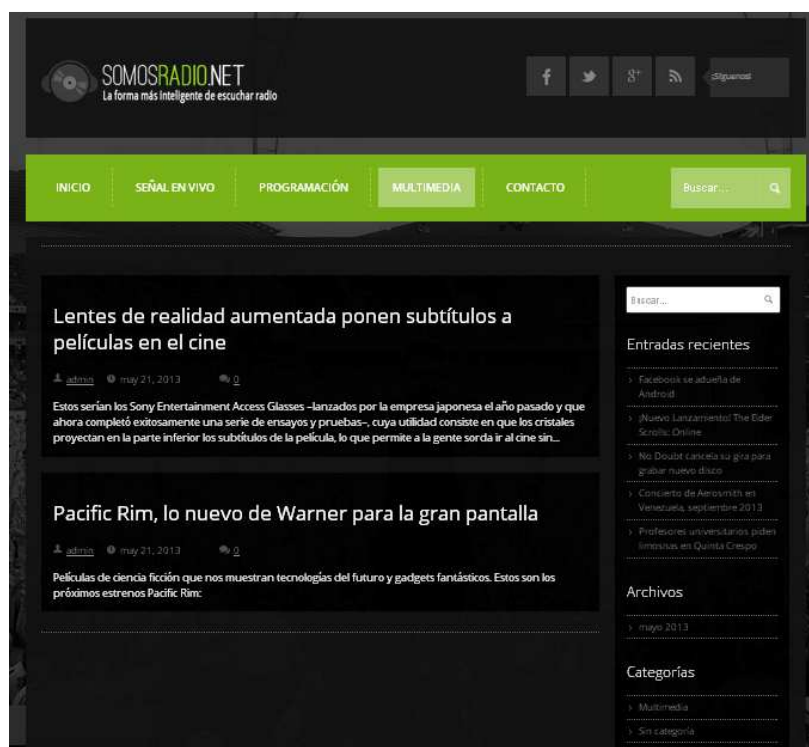 SOMOSRADIO.NET
La forma más inteligente de escuchar radio
¡Síguenos!
INICIO
SEÑAL EN VIVO
PROGRAMACIÓN
MULTIMEDIA
CONTACTO
Buscar...
Lentes de realidad aumentada ponen subtítulos a
películas en el cine
admin may 21, 2013 0
Estos serían los Sony Entertainment Access Glasses –lanzados por la empresa japonesa el año pasado y que
ahora completó exitosamente una serie de ensayos y pruebas–, cuya utilidad consiste en que los cristales
proyectan en la parte inferior los subtítulos de la película, lo que permite a la gente sorda ir al cine sin...
Pacific Rim, lo nuevo de Warner para la gran pantalla
admin may 21, 2013 0
Películas de ciencia ficción que nos muestran tecnologías del futuro y gadgets fantásticos. Estos son los
próximos estrenos Pacific Rim:
Buscar...
Entradas recientes
Facebook se adueña de
Android
¡Nuevo Lanzamiento! The Elder
Scrolls: Online
No Doubt cancela su gira para
grabar nuevo disco
Concierto de Aerosmith en
Venezuela, septiembre 2013
Profesores universitarios piden
limosnas en Quinta Crespo
Archivos
mayo 2013
Categorías
Multimedia
Sin categoría